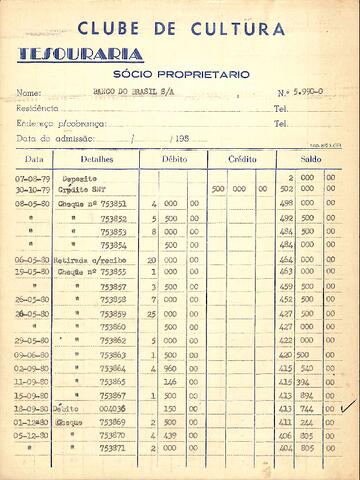 CLUBE DE CULTURA
TESOURARIA
SÓCIO PROPRIETARIO
Nome: BANCO DO BRASIL S/A N.º 5.990-0
Residência Tel.
Endereço p/cobrança: Tel.
Data de admissão: / / 195
Data Detalhes Débito Crédito Saldo
07-08-79 Deposito 2 000 00
30-10-79 Crédito SNT 500 000 00 502 000 00
08-05-80 Cheque nº 753851 4 000 00 498 000 00
" " 753852 5 500 00 492 500 00
" " 753853 8 000 00 484 500 00
" " 753854 500 00 484 000 00
06-05-80 Retirada c/recibo 20 000 00 464 000 00
19-05-80 Cheque nº 755855 1 000 00 463 000 00
" " 753857 3 500 00 459 500 00
26-05-80 " 753858 7 500 00 452 500 00
26-05-80 " 753859 25 000 00 427 500 00
" " 753860 500 00 427 000 00
29-05-80 " 753862 5 000 00 422 000 00
09-06-80 " 753863 1 500 00 420 500 00
02-09-80 " 753864 4 960 00 415 540 00
11-09-80 " 753865 146 00 415 394 00
15-09-80 " 753867 1 500 00 413 894 00
18-09-80 Débito 004036 150 00 413 744 00
01-12-80 Cheque 753869 2 500 00 411 244 00
05-12-80 " 753870 4 439 00 406 805 00
" " 753871 2 000 00 404 805 00